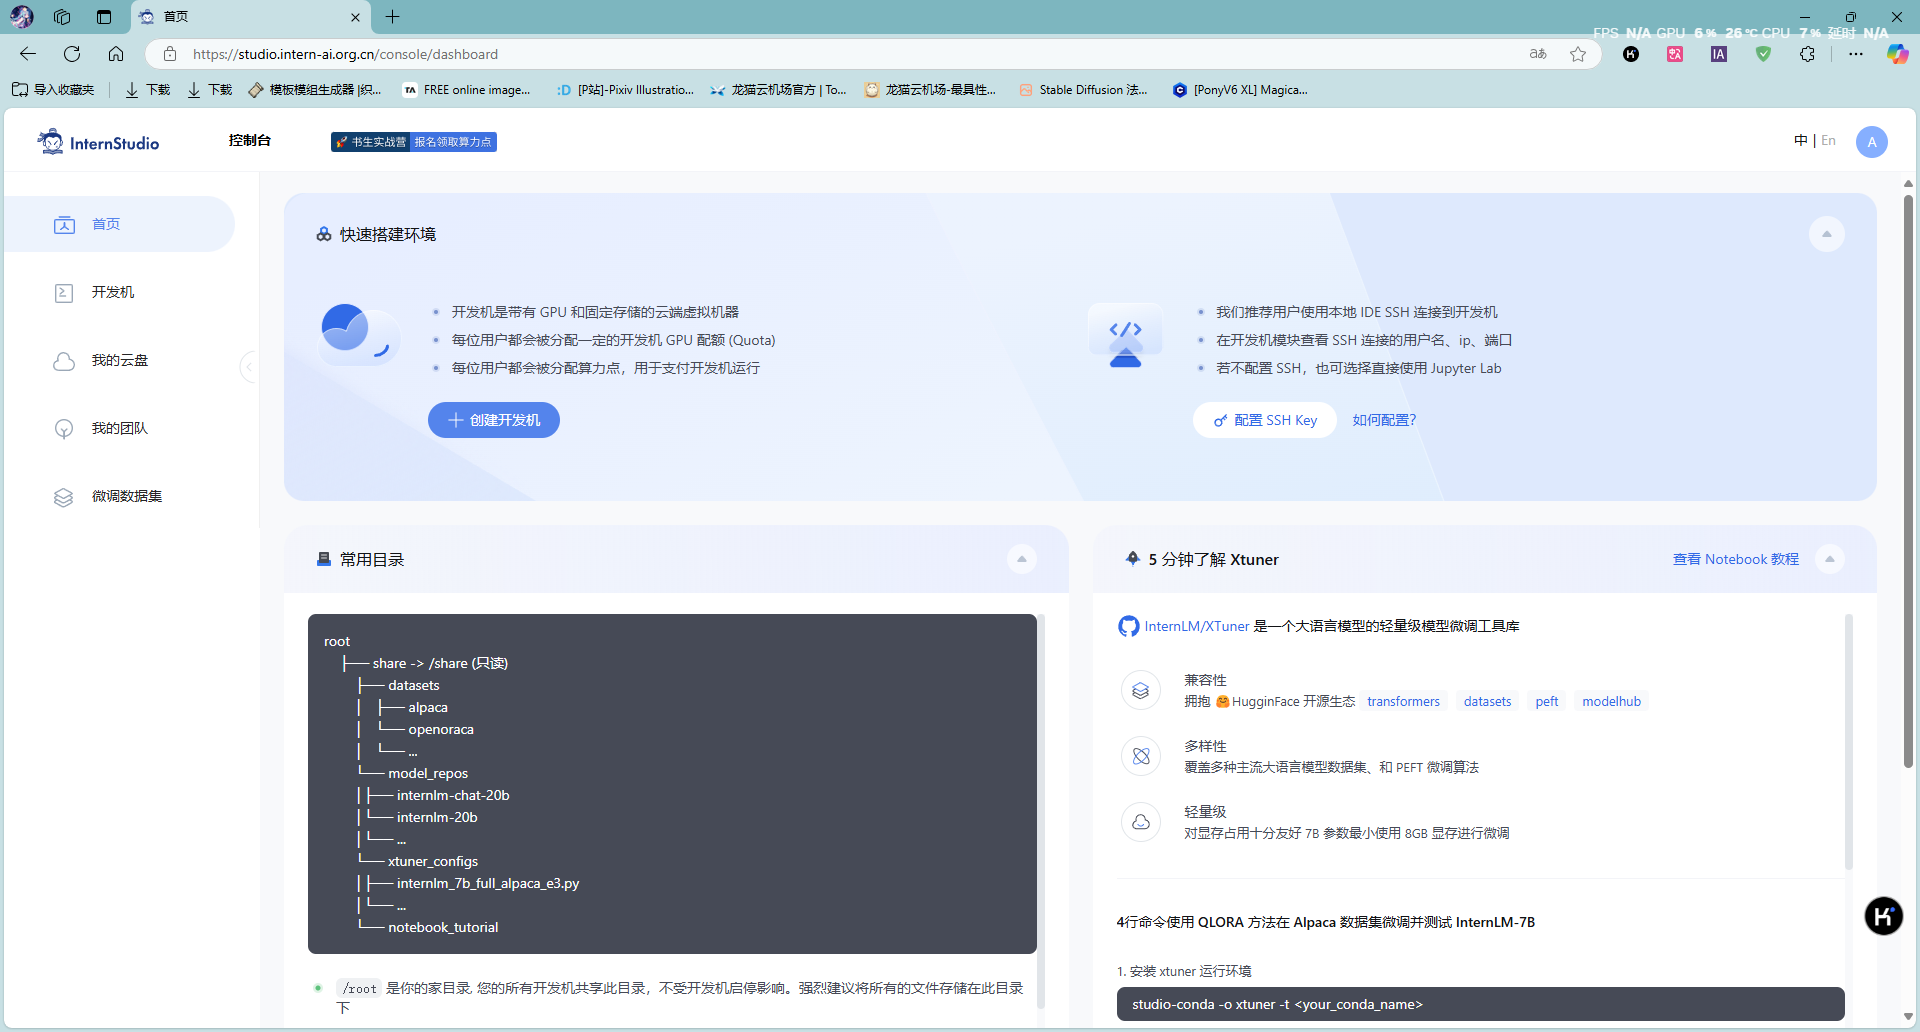 首页
FPS N/A GPU 6 % 26 °C CPU 7 % 延时 N/A
https://studio.intern-ai.org.cn/console/dashboard
导入收藏夹
下载
下载
模板模组生成器 |织...
FREE online image...
[P站]-Pixiv Illustratio...
龙猫云机场官方 | To...
龙猫云机场-最具性...
Stable Diffusion 法...
[PonyV6 XL] Magica...
InternStudio
控制台
书生实战营 报名领取算力点
中 | En
A
首页
开发机
我的云盘
我的团队
微调数据集
快速搭建环境
开发机是带有 GPU 和固定存储的云端虚拟机器
每位用户都会被分配一定的开发机 GPU 配额 (Quota)
每位用户都会被分配算力点，用于支付开发机运行
创建开发机
我们推荐用户使用本地 IDE SSH 连接到开发机
在开发机模块查看 SSH 连接的用户名、ip、端口
若不配置 SSH，也可选择直接使用 Jupyter Lab
配置 SSH Key
如何配置?
常用目录
root
├── share -> /share (只读)
├── datasets
│ ├── alpaca
│ └── openoraca
│ └── ...
└── model_repos
│├── internlm-chat-20b
│└── internlm-20b
│└── ...
└── xtuner_configs
│├── internlm_7b_full_alpaca_e3.py
│└── ...
└── notebook_tutorial
/root 是你的家目录, 您的所有开发机共享此目录，不受开发机启停影响。强烈建议将所有的文件存储在此目录
下
5 分钟了解 Xtuner
查看 Notebook 教程
InternLM/XTuner 是一个大语言模型的轻量级模型微调工具库
兼容性
拥抱 🤗 HugginFace 开源生态 transformers datasets peft modelhub
多样性
覆盖多种主流大语言模型数据集、和 PEFT 微调算法
轻量级
对显存占用十分友好 7B 参数最小使用 8GB 显存进行微调
4行命令使用 QLORA 方法在 Alpaca 数据集微调并测试 InternLM-7B
1. 安装 xtuner 运行环境
studio-conda -o xtuner -t <your_conda_name>